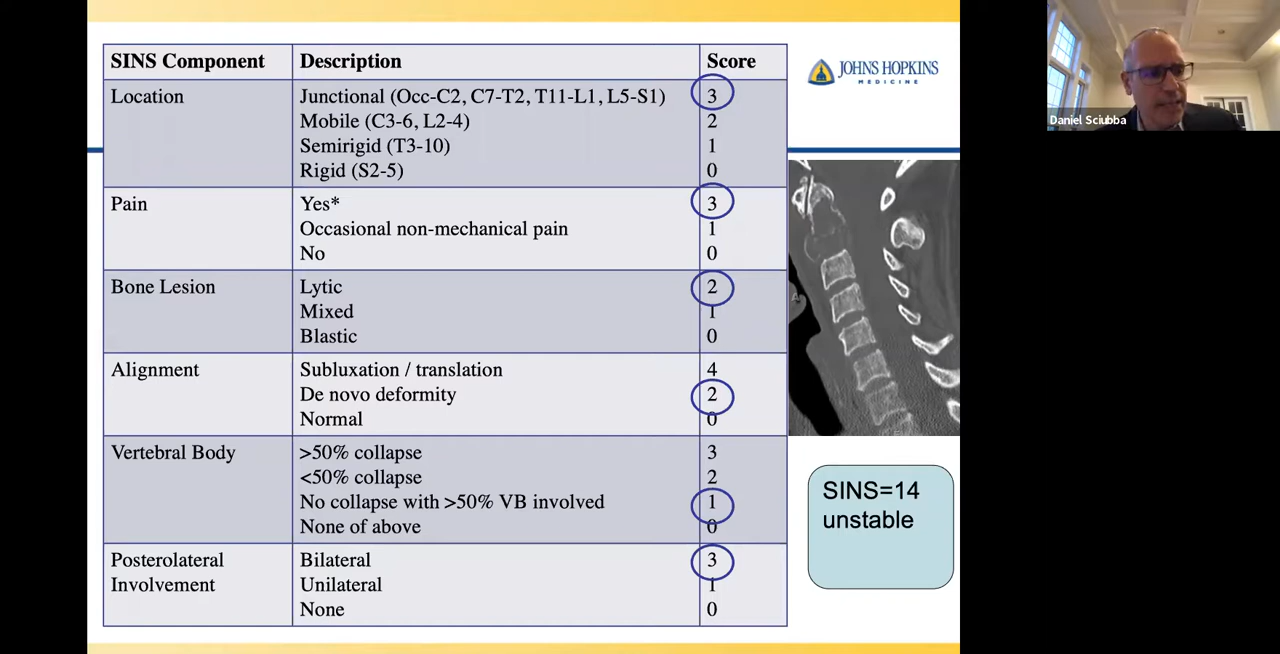 SINS Component Description Score
Location Junctional (Occ-C2, C7-T2, T11-L1, L5-S1) 3
Mobile (C3-6, L2-4) 2
Semirigid (T3-10) 1
Rigid (S2-5) 0
Pain Yes* 3
Occasional non-mechanical pain 1
No 0
Bone Lesion Lytic 2
Mixed 1
Blastic 0
Alignment Subluxation / translation 4
De novo deformity 2
Normal 0
Vertebral Body >50% collapse 3
<50% collapse 2
No collapse with >50% VB involved 1
None of above 0
Posterolateral Bilateral 3
Involvement Unilateral 1
None 0
JOHNS HOPKINS
MEDICINE
A
SINS=14
unstable
Daniel Sciubba